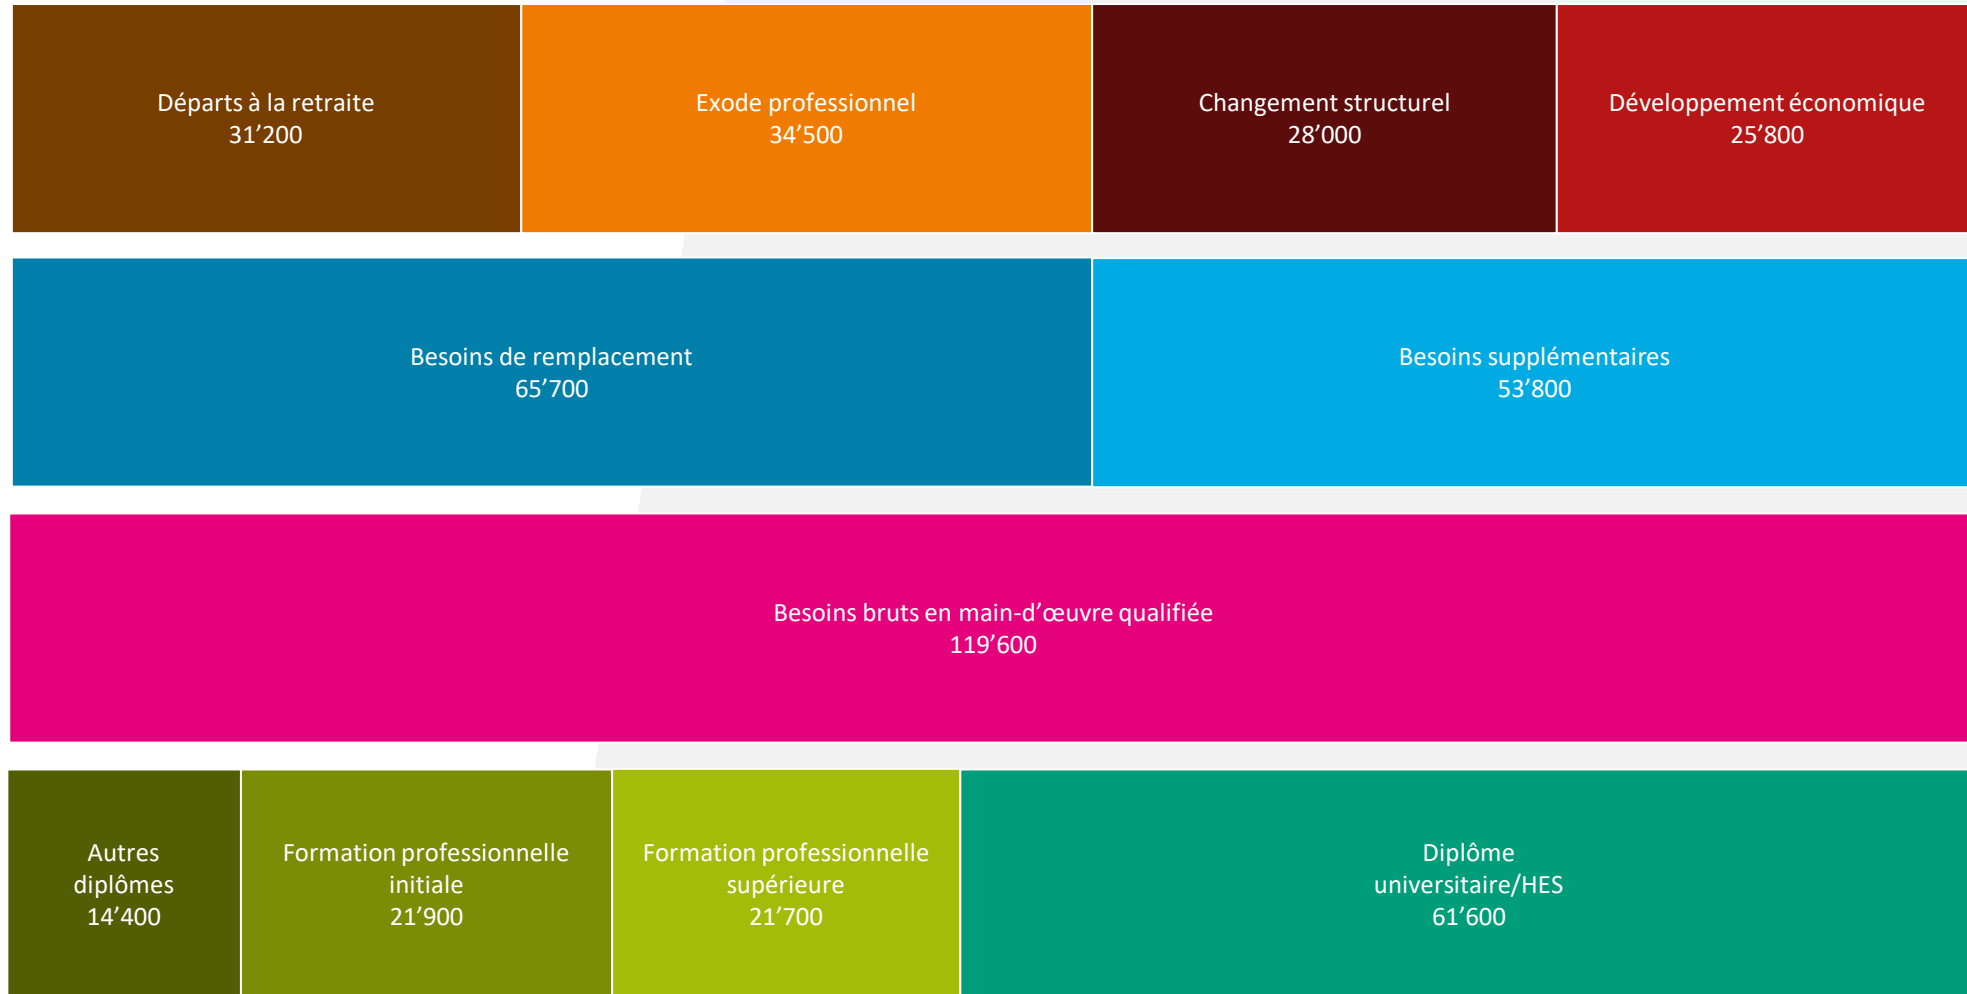 Départs à la retraite
31’200
Exode professionnel
34’500
Changement structurel
28’000
Développement économique
25’800
Besoins de remplacement
65’700
Besoins supplémentaires
53’800
Besoins bruts en main-d’œuvre qualifiée
119’600
Autres
diplômes
14’400
Formation professionnelle
initiale
21’900
Formation professionnelle
supérieure
21’700
Diplôme
universitaire/HES
61’600